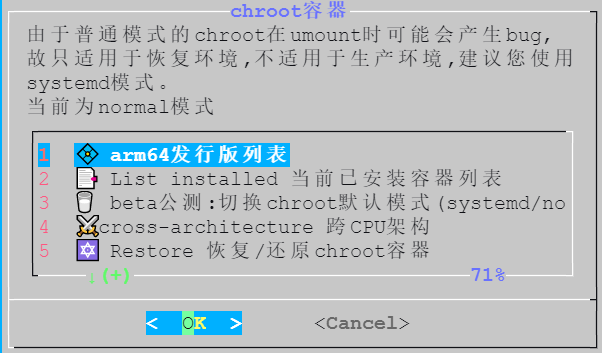 chroot容器
由于普通模式的chroot在umount时可能会产生bug,
故只适用于恢复环境,不适用于生产环境,建议您使用
systemd模式。
当前为normal模式
1 arm64发行版列表
2 List installed 当前已安装容器列表
3 beta公测:切换chroot默认模式(systemd/no
4 cross-architecture 跨CPU架构
5 Restore 恢复/还原chroot容器
↓(+) 71%
< OK > <Cancel>